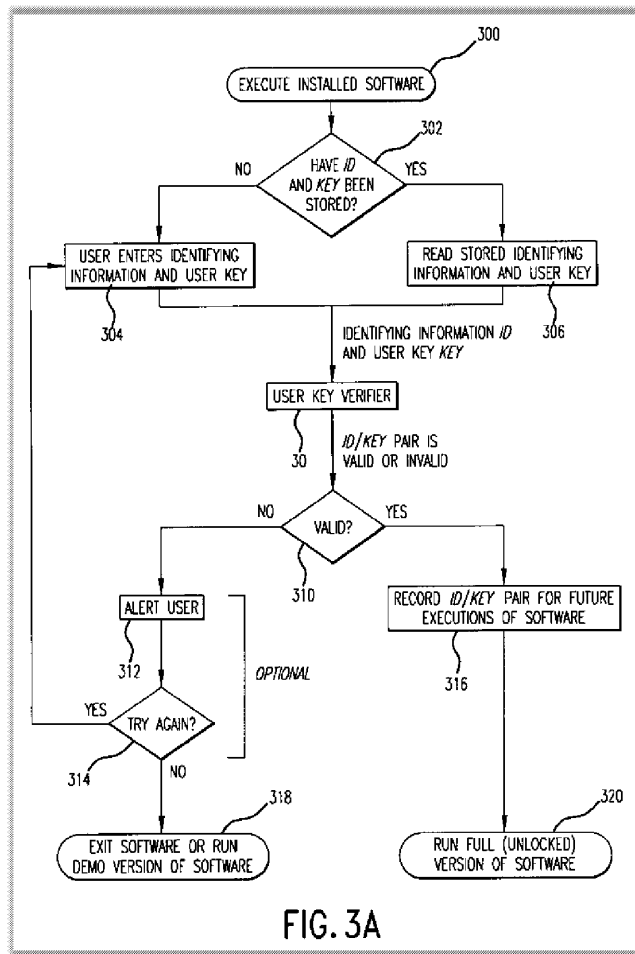 300
EXECUTE INSTALLED SOFTWARE
302
HAVE ID
AND KEY BEEN
STORED?
NO
YES
USER ENTERS IDENTIFYING
INFORMATION AND USER KEY
304
READ STORED IDENTIFYING
INFORMATION AND USER KEY
306
IDENTIFYING INFORMATION ID
AND USER KEY KEY
USER KEY VERIFIER
30
ID/KEY PAIR IS
VALID OR INVALID
NO
VALID?
YES
310
ALERT USER
312
RECORD ID/KEY PAIR FOR FUTURE
EXECUTIONS OF SOFTWARE
316
OPTIONAL
YES
TRY AGAIN?
314
NO
318
EXIT SOFTWARE OR RUN
DEMO VERSION OF SOFTWARE
320
RUN FULL (UNLOCKED)
VERSION OF SOFTWARE
FIG. 3A